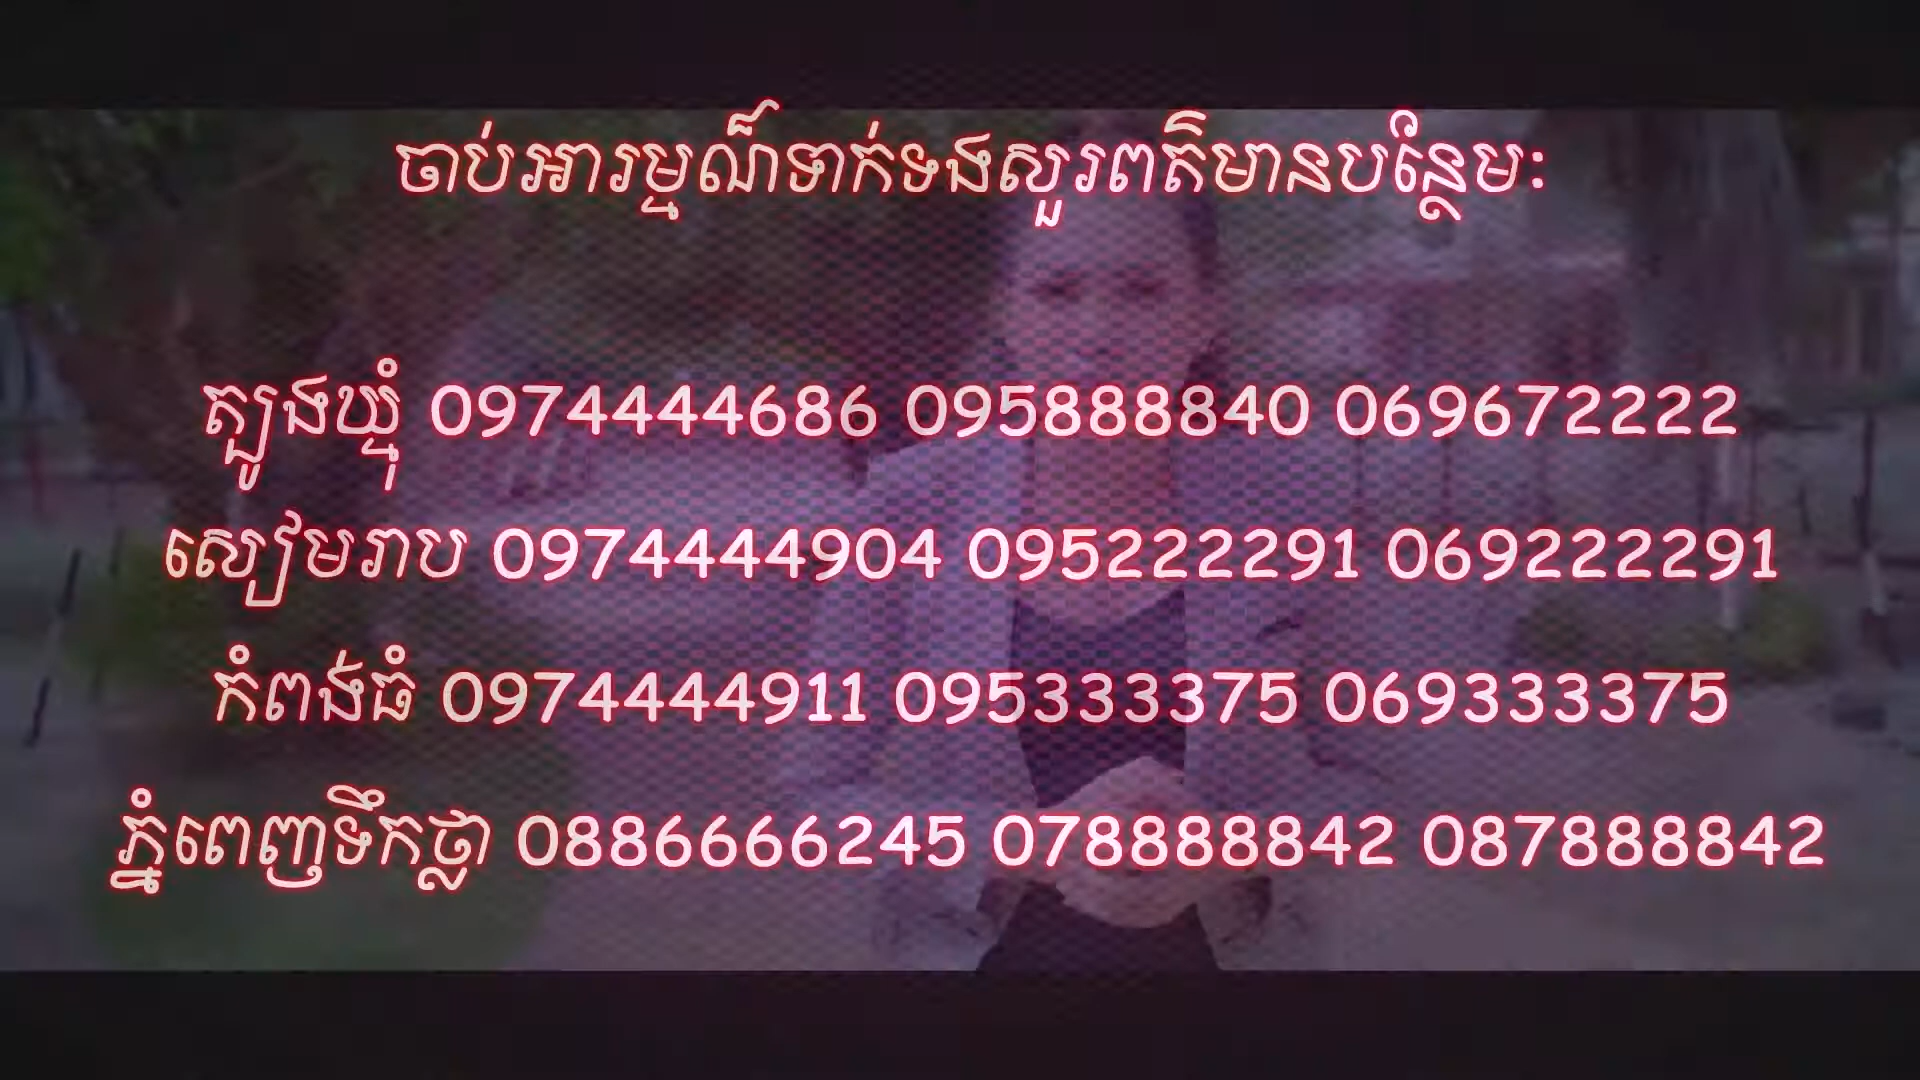 ចាប់អារម្មណ៍ទាក់ទងសួរពត៌មានបន្ថែម:
ត្បូងឃ្មុំ 0974444686 095888840 069672222
សៀមរាប 0974444904 095222291 069222291
កំពង់ធំ 0974444911 095333375 069333375
ភ្នំពេញទឹកថ្លា 0886666245 078888842 087888842